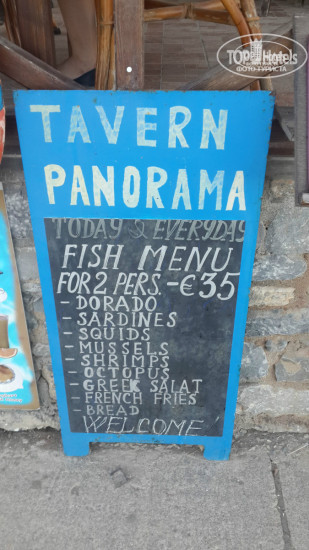 TOPHotels
ФОТО ТУРИСТА
TAVERN
PANORAMA
TODAY & EVERYDAY
FISH MENU
FOR 2 PERS. - €35
- DORADO
- SARDINES
- SQUIDS
- MUSSELS
- SHRIMPS
- OCTOPUS
- GREEK SALAT
- FRENCH FRIES
- BREAD
WELCOME